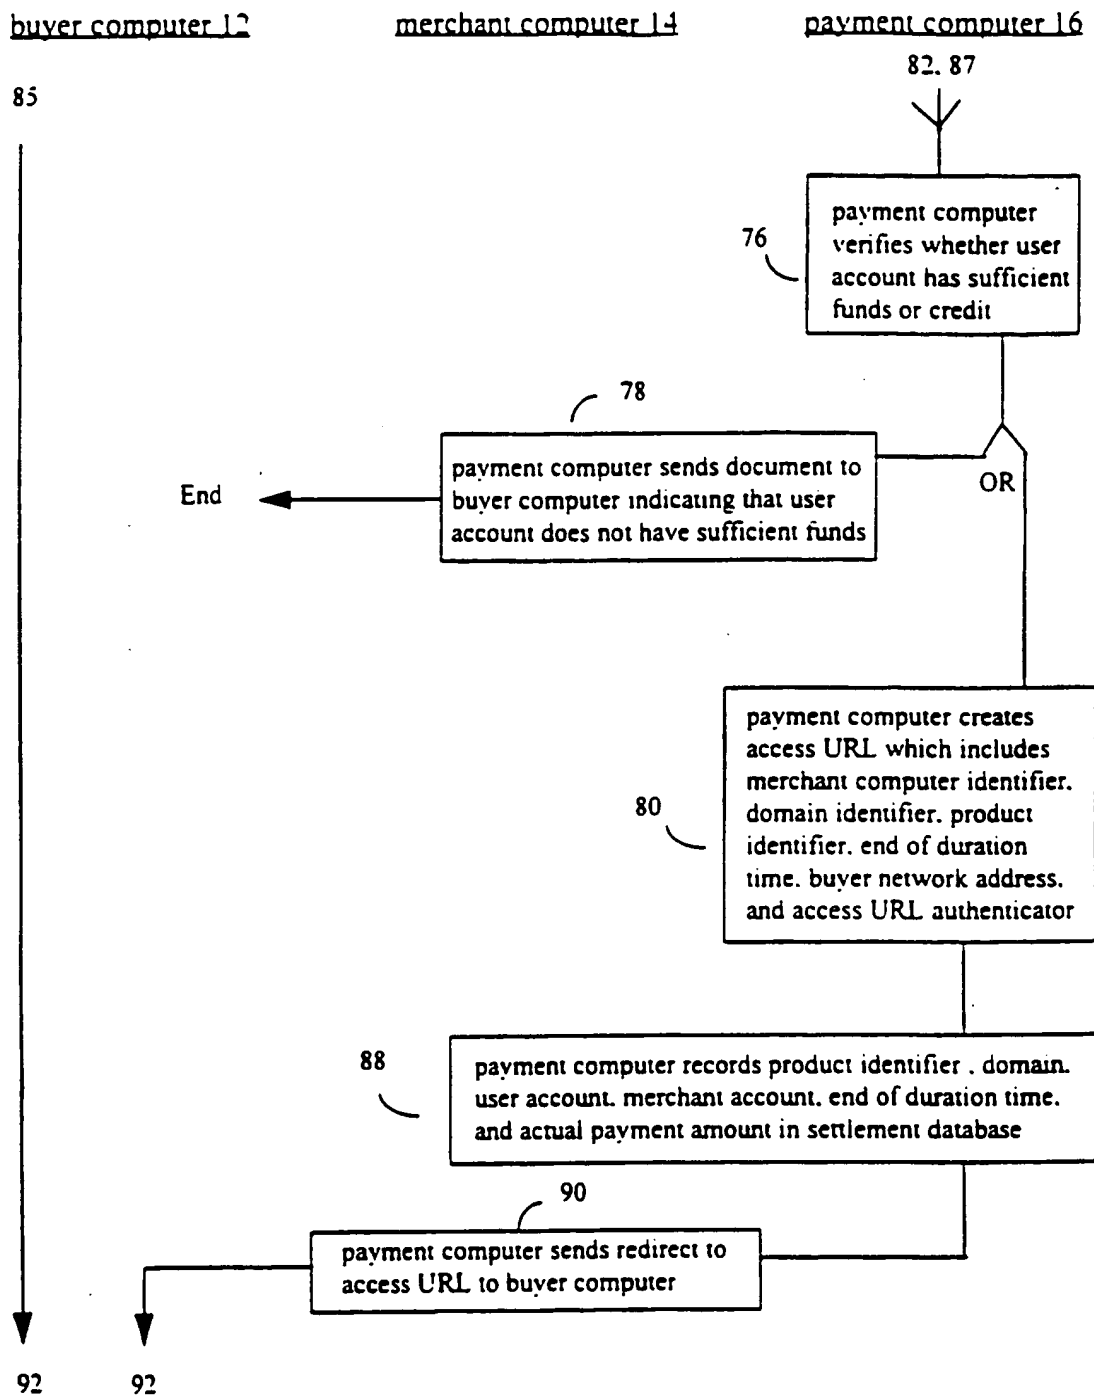 buyer computer 12
merchant computer 14
payment computer 16
82. 87
85
payment computer
verifies whether user
account has sufficient
funds or credit
76
78
payment computer sends document to
buyer computer indicating that user
account does not have sufficient funds
End
OR
payment computer creates
access URL which includes
merchant computer identifier.
domain identifier. product
identifier. end of duration
time. buyer network address.
and access URL authenticator
80
88
payment computer records product identifier . domain.
user account. merchant account. end of duration time.
and actual payment amount in settlement database
90
payment computer sends redirect to
access URL to buyer computer
92
92